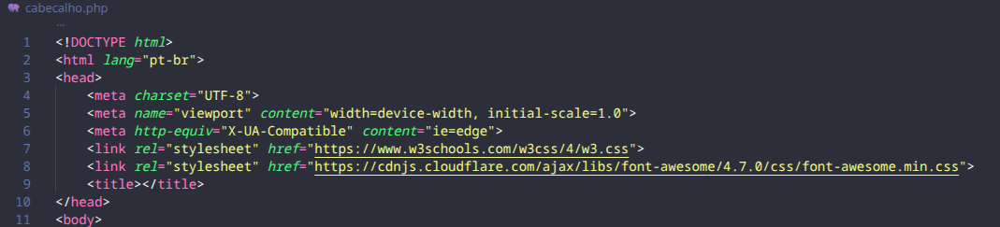 cabecalho.php
...
1 <!DOCTYPE html>
2 <html lang="pt-br">
3 <head>
4     <meta charset="UTF-8">
5     <meta name="viewport" content="width=device-width, initial-scale=1.0">
6     <meta http-equiv="X-UA-Compatible" content="ie=edge">
7     <link rel="stylesheet" href="https://www.w3schools.com/w3css/4/w3.css">
8     <link rel="stylesheet" href="https://cdnjs.cloudflare.com/ajax/libs/font-awesome/4.7.0/css/font-awesome.min.css">
9     <title></title>
10 </head>
11 <body>